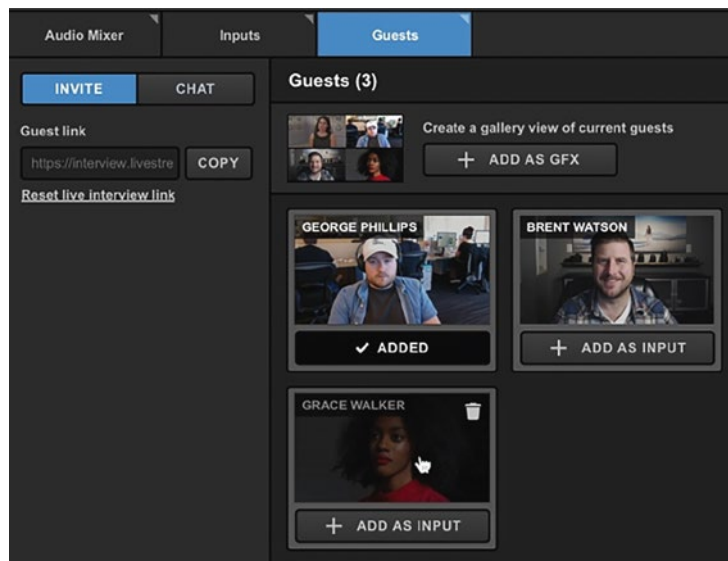 Audio Mixer
Inputs
Guests
INVITE
CHAT
Guest link
https://interview.livestre
COPY
Reset live interview link
Guests (3)
Create a gallery view of current guests
+ ADD AS GFX
GEORGE PHILLIPS
✓ ADDED
BRENT WATSON
+ ADD AS INPUT
GRACE WALKER
+ ADD AS INPUT